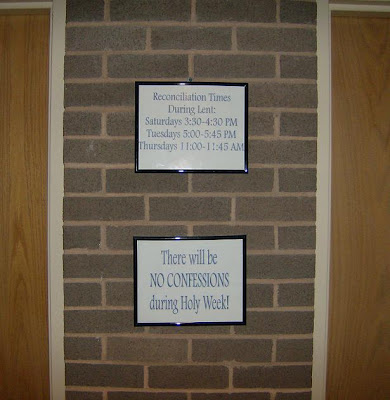 Reconciliation Times
During Lent:
Saturdays 3:30-4:30 PM
Tuesdays 5:00-5:45 PM
Thursdays 11:00-11:45 AM
There will be
NO CONFESSIONS
during Holy Week!